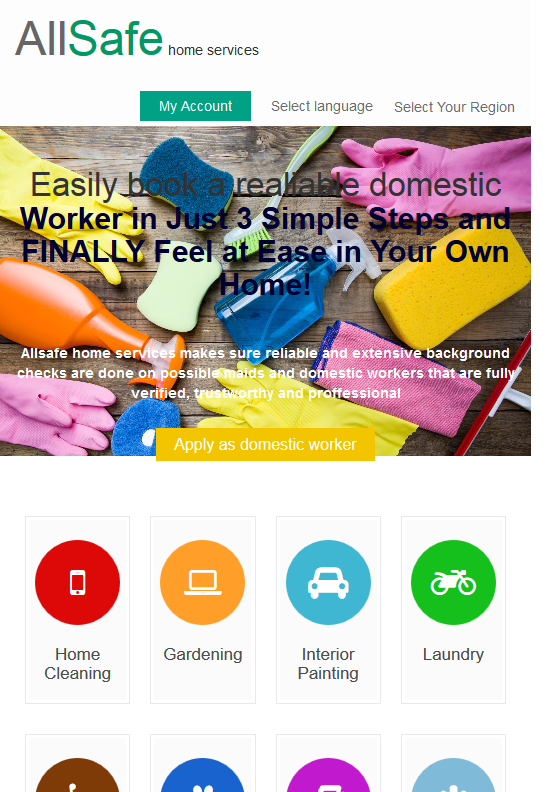 AllSafe home services
My Account Select language Select Your Region
Easily book a realiable domestic
Worker in Just 3 Simple Steps and
FINALLY Feel at Ease in Your Own
Home!
Allsafe home services makes sure reliable and extensive background
checks are done on possible maids and domestic workers that are fully
verified, trustworthy and proffessional
Apply as domestic worker
Home
Cleaning
Gardening
Interior
Painting
Laundry